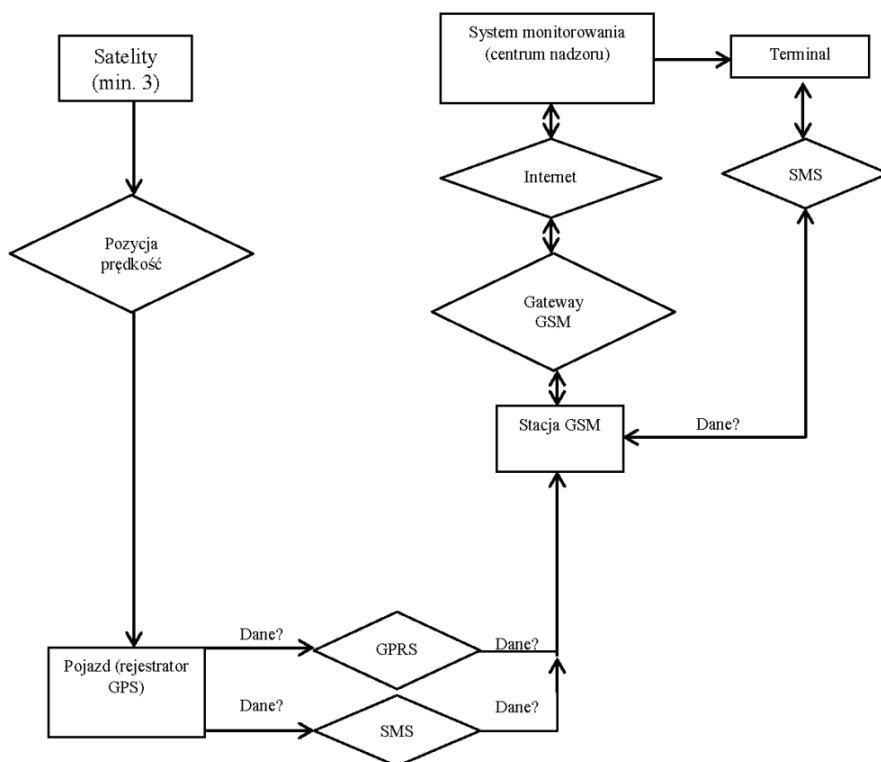 Satelity
(min. 3)
System monitorowania
(centrum nadzoru)
Terminal
Internet
SMS
Pozycja
prędkość
Gateway
GSM
Stacja GSM
Dane?
Dane?
GPRS
Dane?
Pojazd (rejestrator
GPS)
Dane?
SMS
Dane?